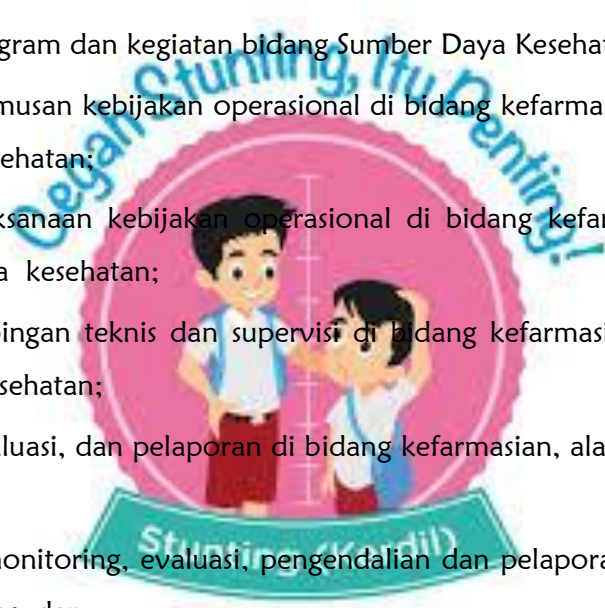 Cegah Stunting, Itu Penting!
gram dan kegiatan bidang Sumber Daya Kesehat
musan kebijakan operasional di bidang kefarmas
sehatan;
ksanaan kebijakan operasional di bidang kefar
a kesehatan;
pingan teknis dan supervisi di bidang kefarmasi
sehatan;
luasi, dan pelaporan di bidang kefarmasian, ala
Stunting (Kerdil)
monitoring, evaluasi, pengendalian dan pelapora